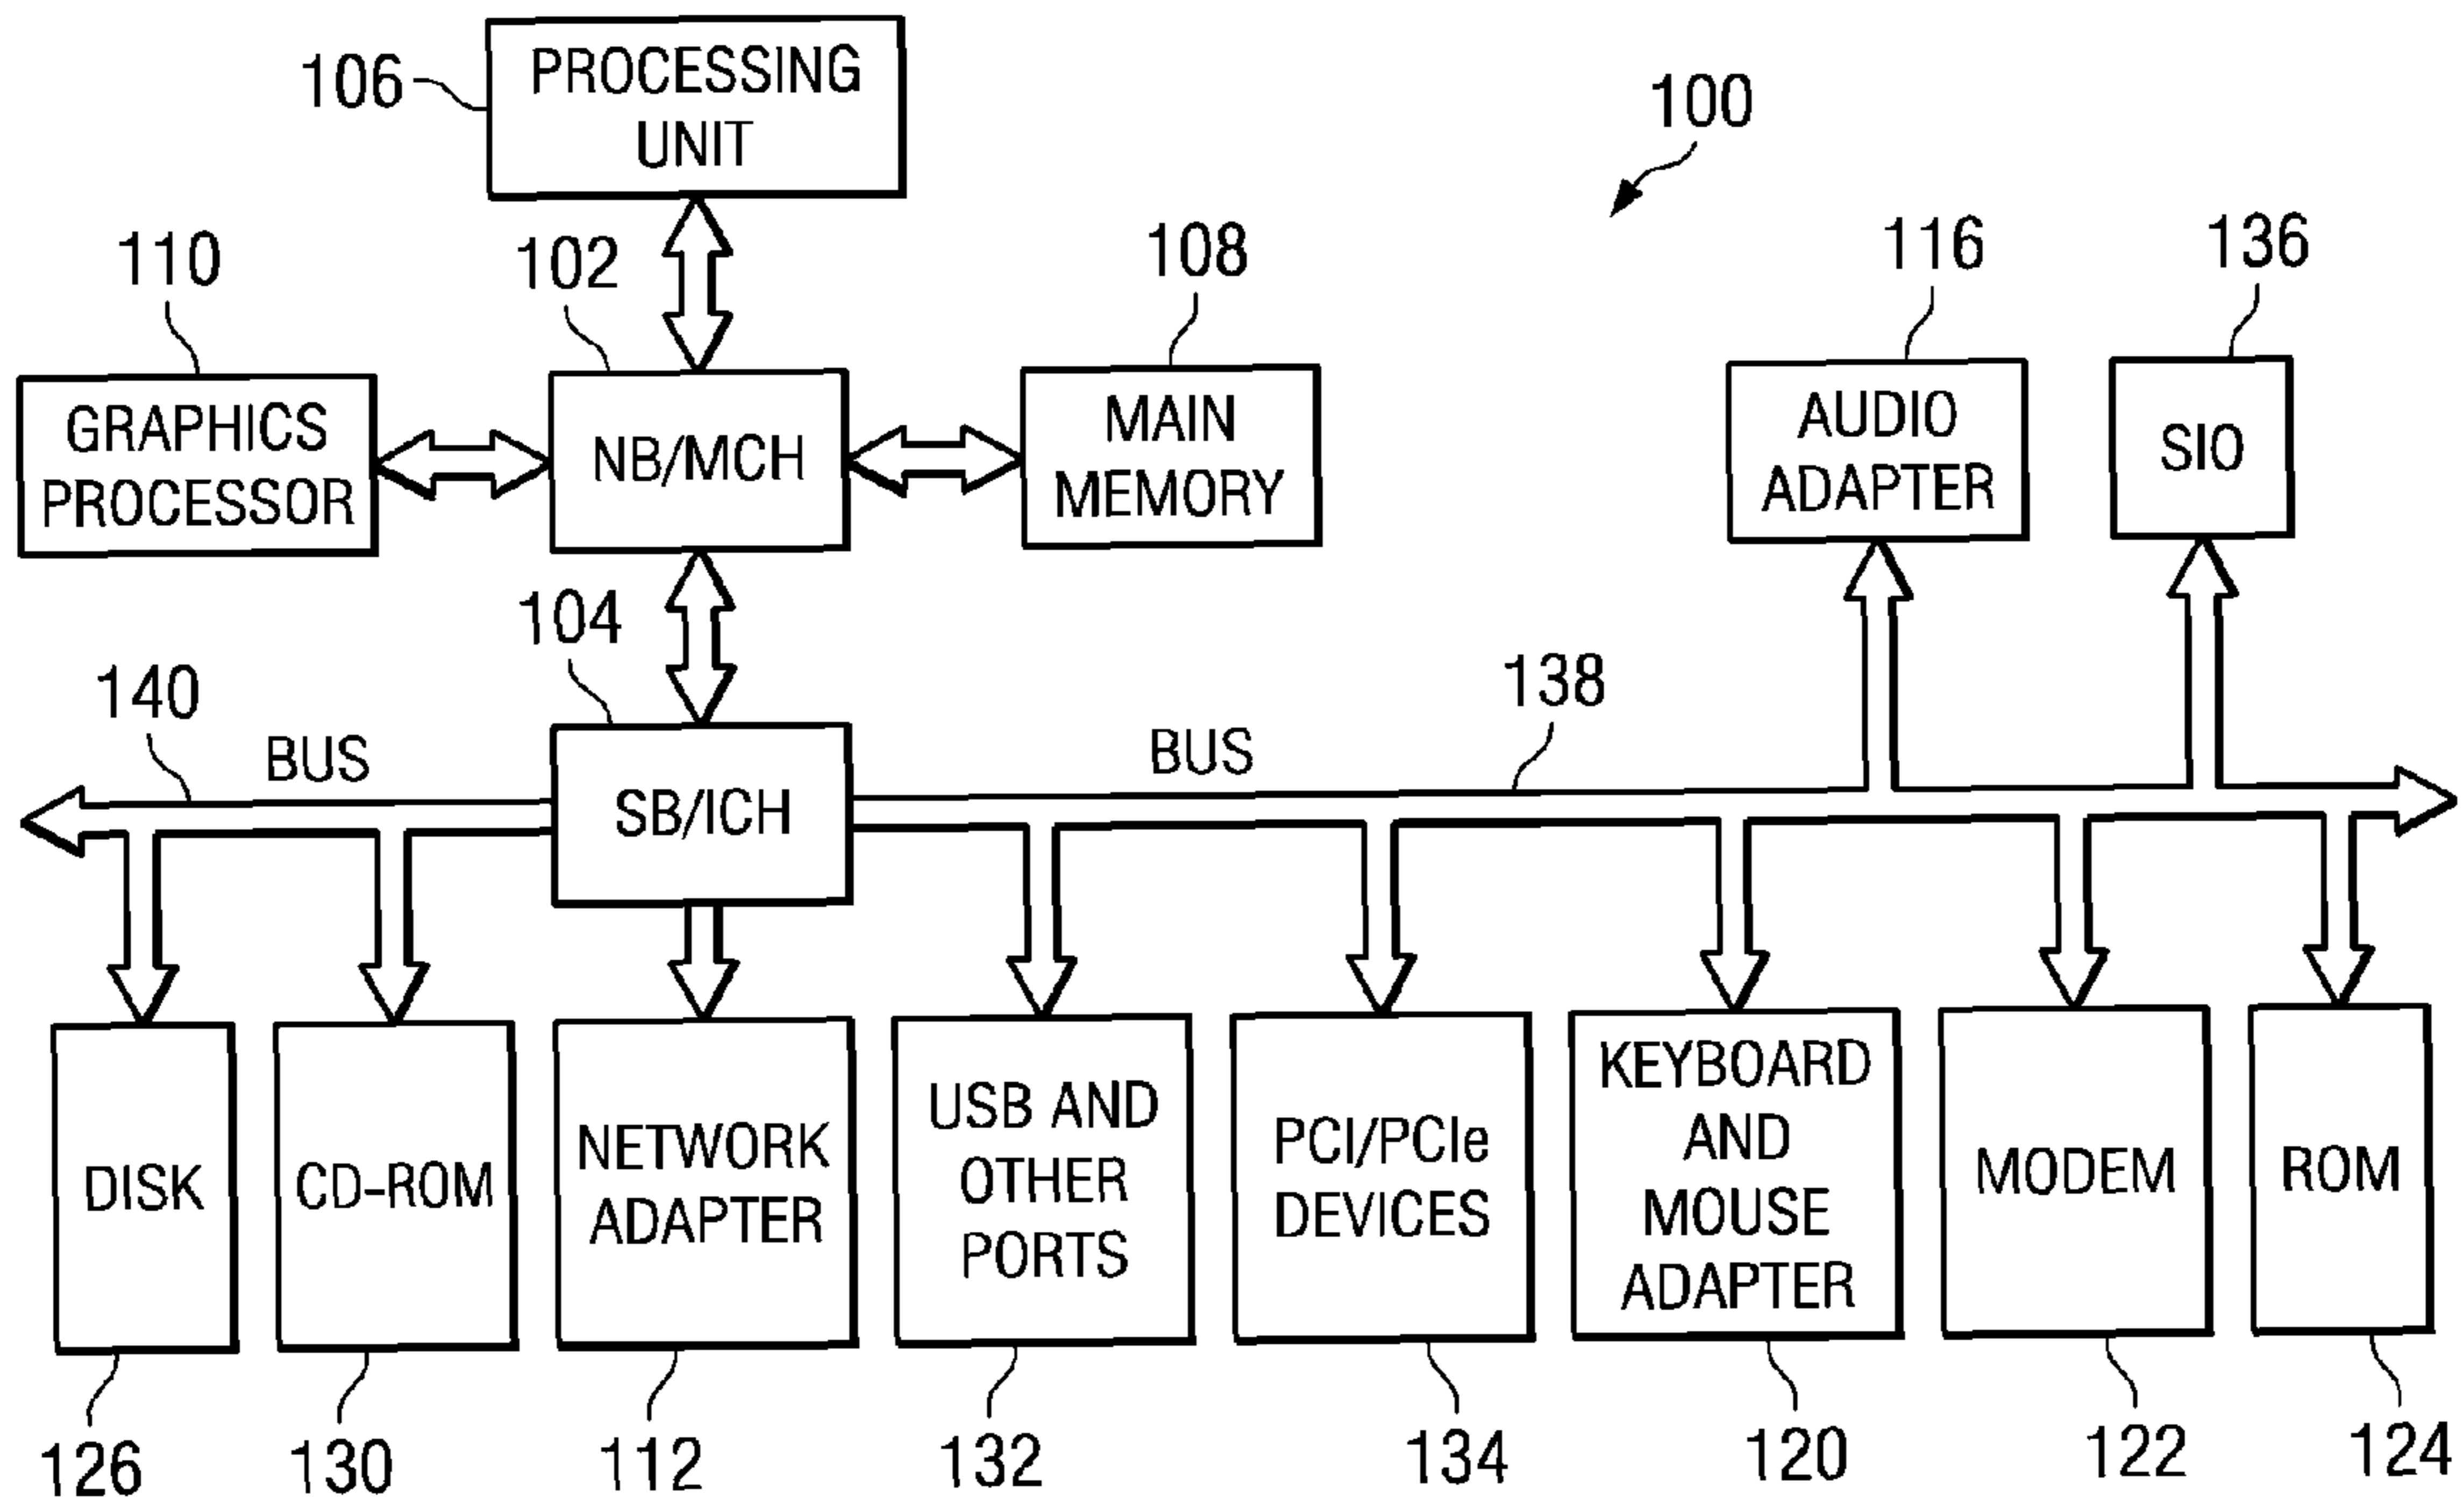 106
PROCESSING
UNIT
100
110
102
108
116
136
GRAPHICS
PROCESSOR
NB/MCH
MAIN
MEMORY
AUDIO
ADAPTER
SIO
104
140
BUS
138
BUS
SB/ICH
DISK
CD-ROM
NETWORK
ADAPTER
USB AND
OTHER
PORTS
PCI/PCIe
DEVICES
KEYBOARD
AND
MOUSE
ADAPTER
MODEM
ROM
126
130
112
132
134
120
122
124